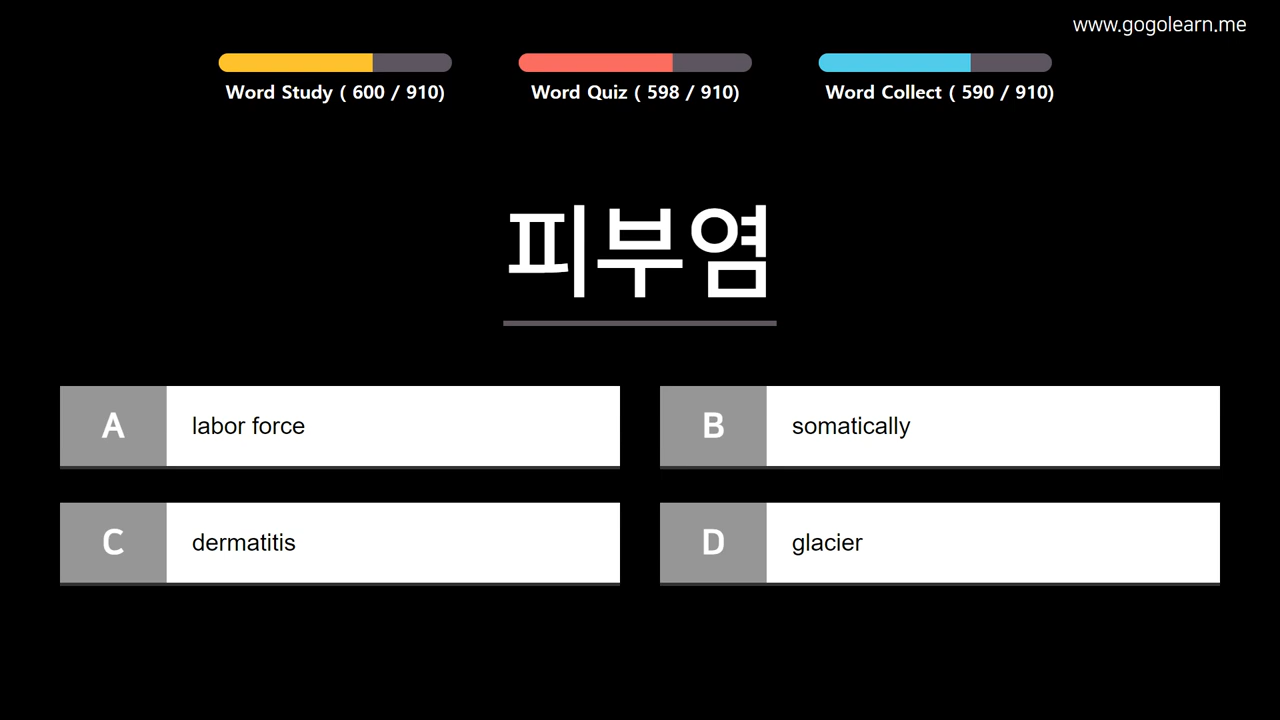 www.gogolearn.me
Word Study ( 600 / 910)
Word Quiz ( 598 / 910)
Word Collect ( 590 / 910)
피부염
A labor force
B somatically
C dermatitis
D glacier